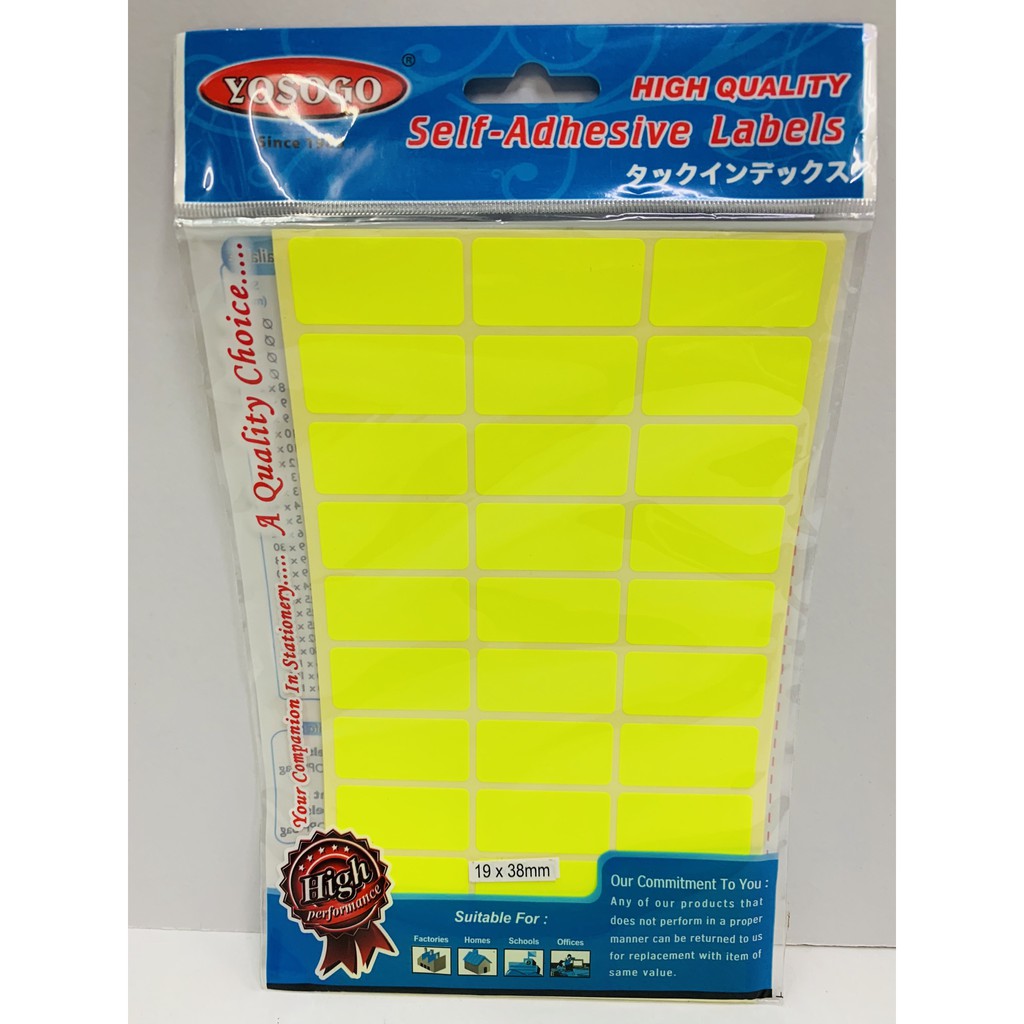 YOSOGO
®
Since
HIGH QUALITY
Self-Adhesive Labels
タックインデックス
A Quality Choice.....
Your Companion In Stationery.....
High
performance
19 x 38mm
Suitable For :
Factories Homes Schools Offices
Our Commitment To You :
Any of our products that
does not perform in a proper
manner can be returned to us
for replacement with item of
same value.